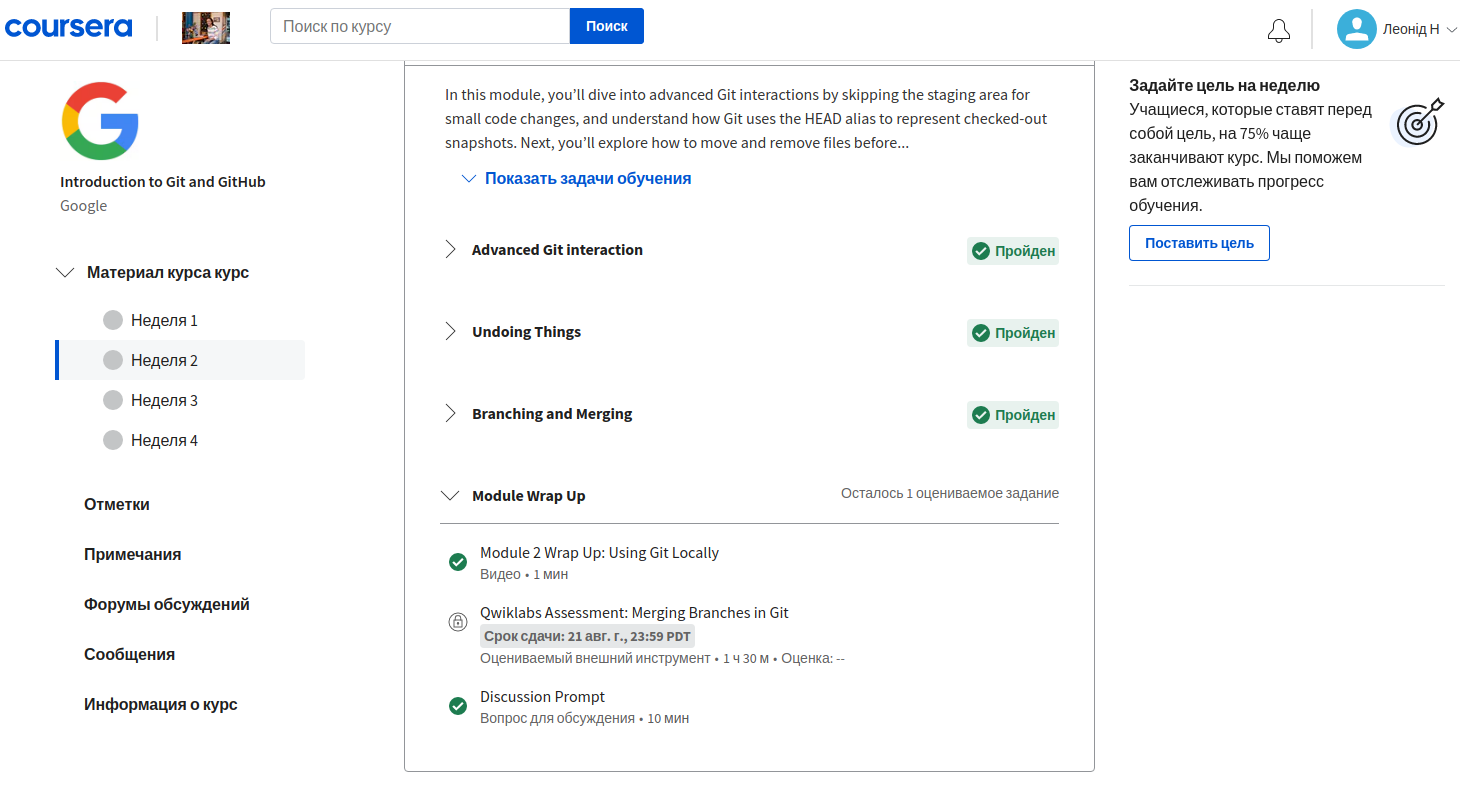 coursera
Поиск по курсу
Поиск
Леонід Н
Introduction to Git and GitHub
Google
Материал курса курс
Неделя 1
Неделя 2
Неделя 3
Неделя 4
Отметки
Примечания
Форумы обсуждений
Сообщения
Информация о курс
In this module, you’ll dive into advanced Git interactions by skipping the staging area for
small code changes, and understand how Git uses the HEAD alias to represent checked-out
snapshots. Next, you’ll explore how to move and remove files before...
Показать задачи обучения
Advanced Git interaction
Пройден
Undoing Things
Пройден
Branching and Merging
Пройден
Module Wrap Up
Осталось 1 оцениваемое задание
Module 2 Wrap Up: Using Git Locally
Видео • 1 мин
Qwiklabs Assessment: Merging Branches in Git
Срок сдачи: 21 авг. г., 23:59 PDT
Оцениваемый внешний инструмент • 1 ч 30 м • Оценка: --
Discussion Prompt
Вопрос для обсуждения • 10 мин
Задайте цель на неделю
Учащиеся, которые ставят перед
собой цель, на 75% чаще
заканчивают курс. Мы поможем
вам отслеживать прогресс
обучения.
Поставить цель